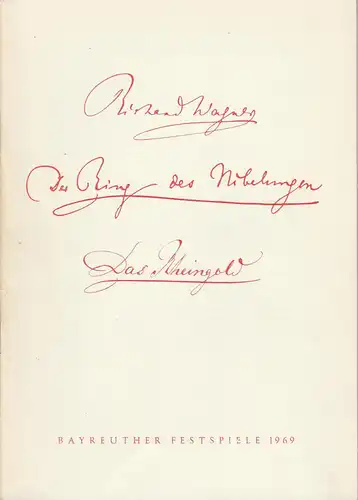 Richard Wagner
Der Ring des Nibelungen
Das Rheingold
BAYREUTHER FESTSPIELE 1969